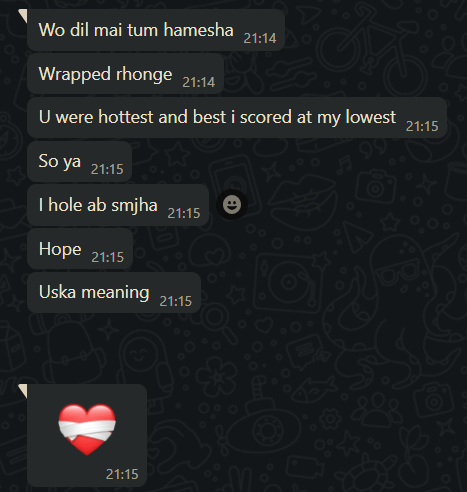 Wo dil mai tum hamesha 21:14
Wrapped rhonge 21:14
U were hottest and best i scored at my lowest 21:15
So ya 21:15
I hole ab smjha 21:15
Hope 21:15
Uska meaning 21:15
21:15